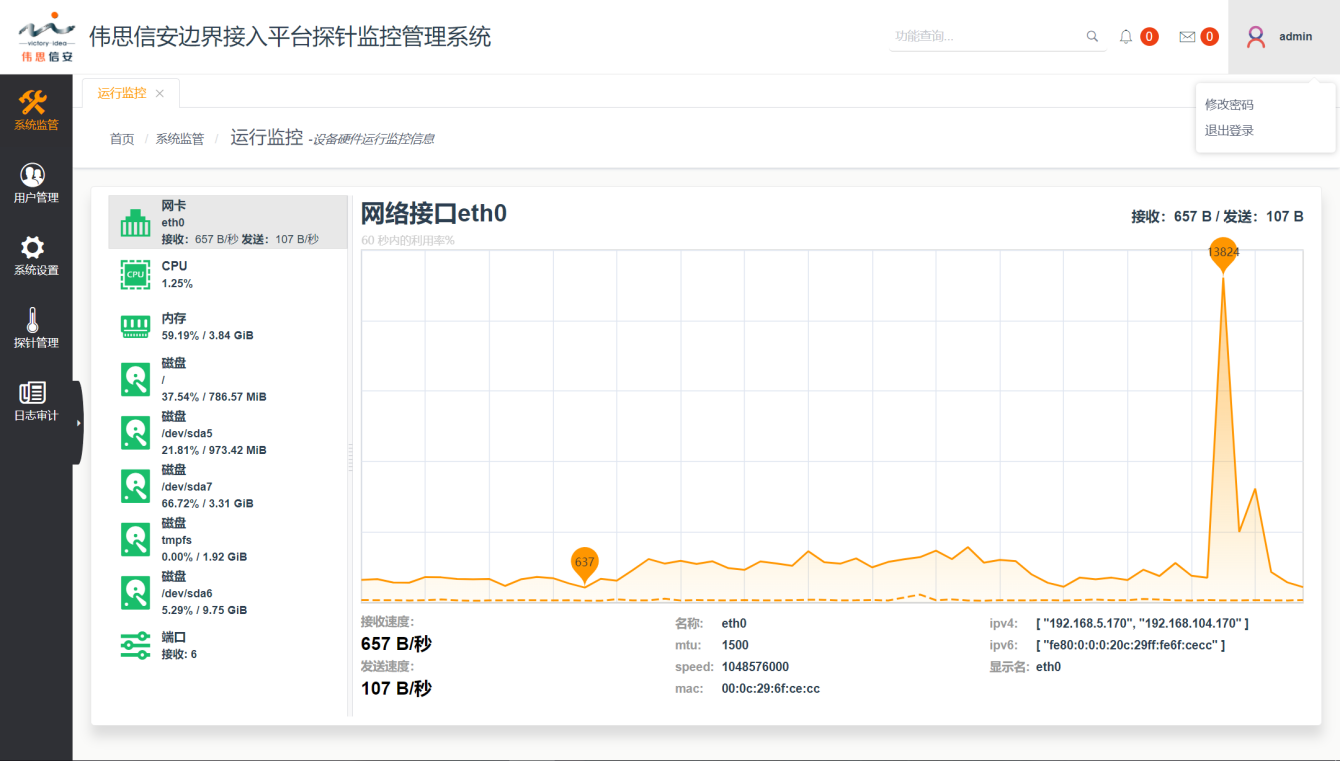 victory-idea
伟思信安
伟思信安边界接入平台探针监控管理系统
功能查询...
0
0
admin
修改密码
退出登录
系统监管
用户管理
系统设置
探针管理
日志审计
运行监控
首页 / 系统监管 / 运行监控 -设备硬件运行监控信息
网卡
eth0
接收：657 B/秒 发送：107 B/秒
CPU
CPU
1.25%
内存
59.19% / 3.84 GiB
磁盘
/
37.54% / 786.57 MiB
磁盘
/dev/sda5
21.81% / 973.42 MiB
磁盘
/dev/sda7
66.72% / 3.31 GiB
磁盘
tmpfs
0.00% / 1.92 GiB
磁盘
/dev/sda6
5.29% / 9.75 GiB
端口
接收: 6
网络接口eth0
接收：657 B / 发送：107 B
60 秒内的利用率%
13824
637
接收速度:
657 B/秒
发送速度:
107 B/秒
名称: eth0
mtu: 1500
speed: 1048576000
mac: 00:0c:29:6f:ce:cc
ipv4: [ "192.168.5.170", "192.168.104.170" ]
ipv6: [ "fe80:0:0:0:20c:29ff:fe6f:cecc" ]
显示名: eth0